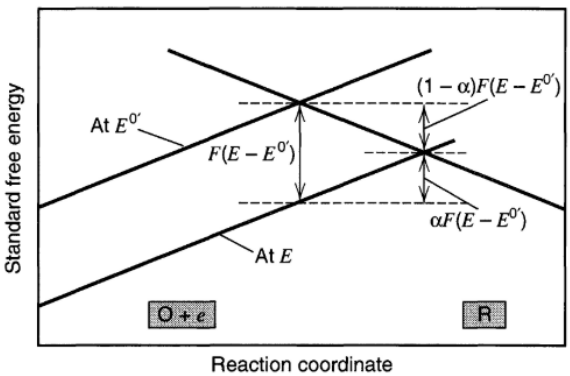 Standard free energy
(1 − α)F(E − E⁰′)
At E⁰′
F(E − E⁰′)
αF(E − E⁰′)
At E
O + e
R
Reaction coordinate